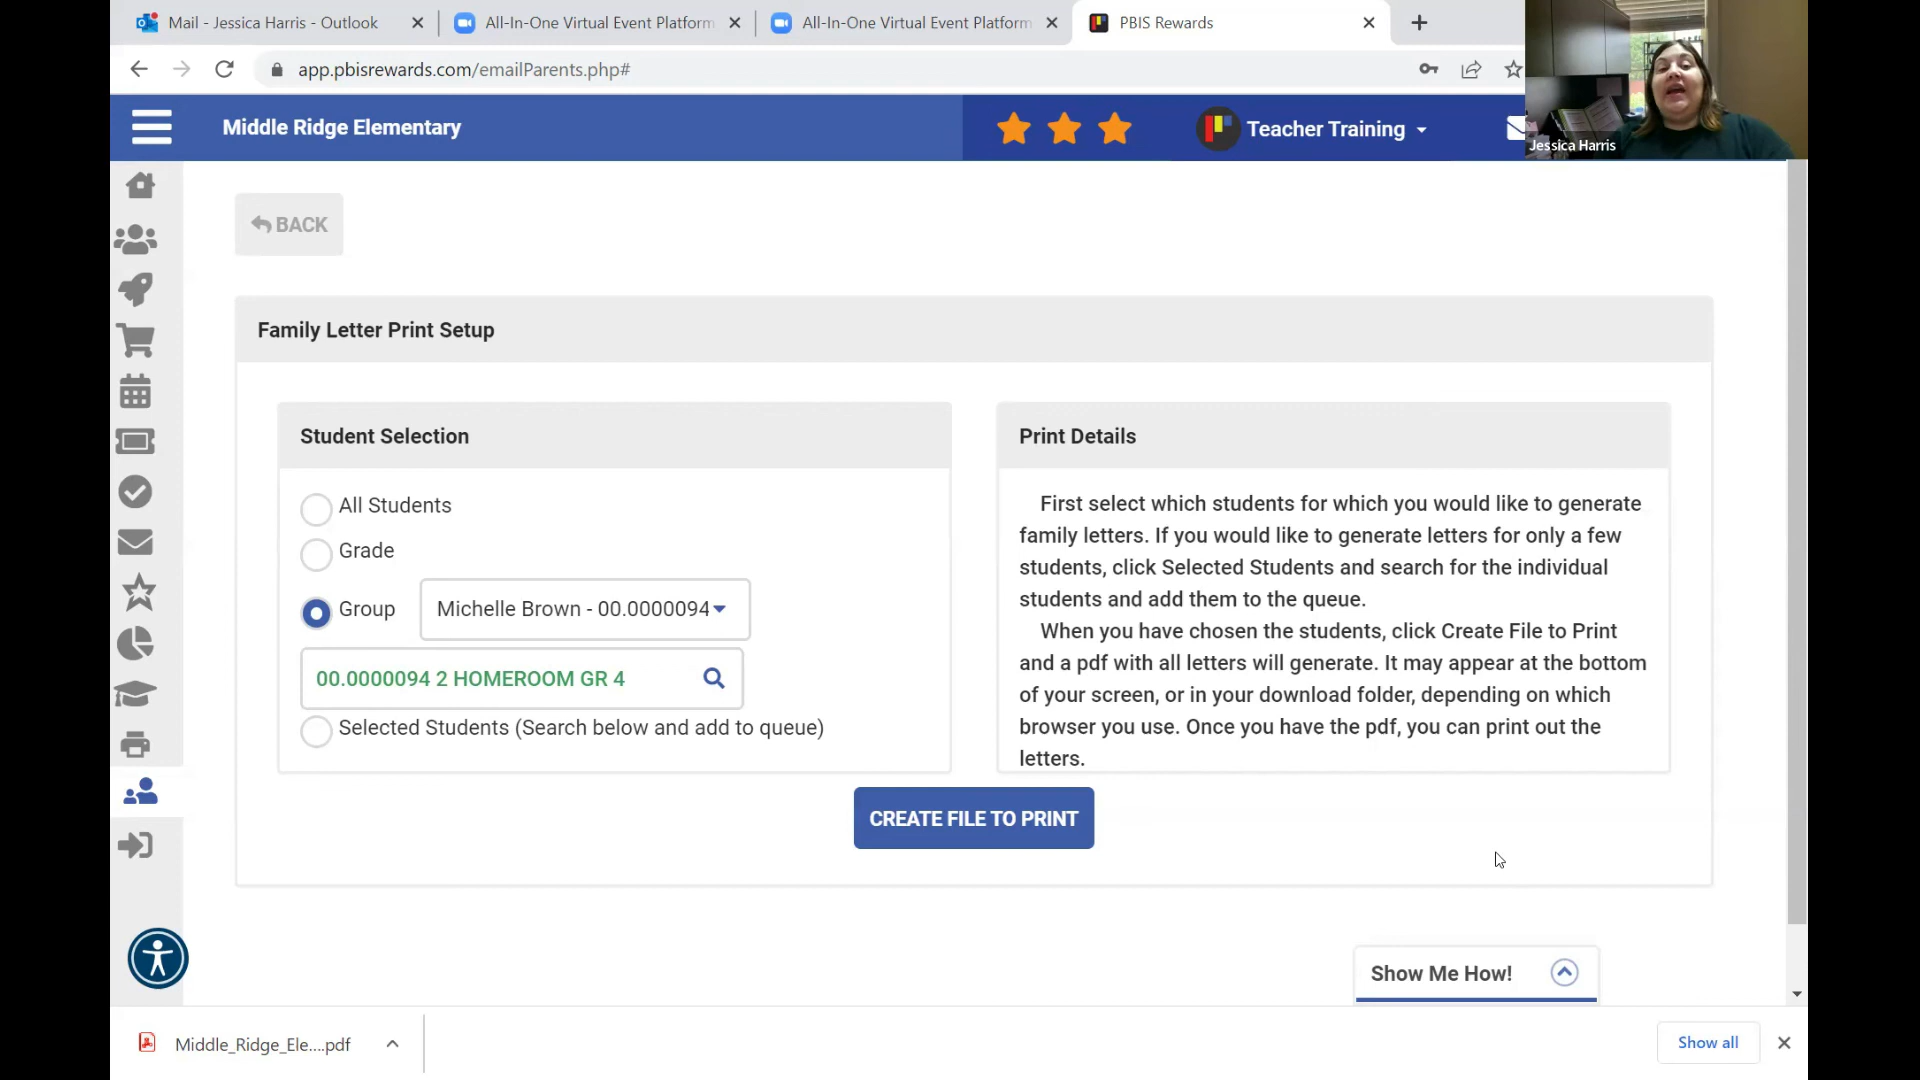 Mail - Jessica Harris - Outlook
All-In-One Virtual Event Platform
All-In-One Virtual Event Platform
PBIS Rewards
app.pbisrewards.com/emailParents.php#
Middle Ridge Elementary
Teacher Training
Jessica Harris
BACK
Family Letter Print Setup
Student Selection
All Students
Grade
Group
Michelle Brown - 00.0000094
00.0000094 2 HOMEROOM GR 4
Selected Students (Search below and add to queue)
Print Details
First select which students for which you would like to generate
family letters. If you would like to generate letters for only a few
students, click Selected Students and search for the individual
students and add them to the queue.
When you have chosen the students, click Create File to Print
and a pdf with all letters will generate. It may appear at the bottom
of your screen, or in your download folder, depending on which
browser you use. Once you have the pdf, you can print out the
letters.
CREATE FILE TO PRINT
Show Me How!
Middle_Ridge_Ele....pdf
Show all